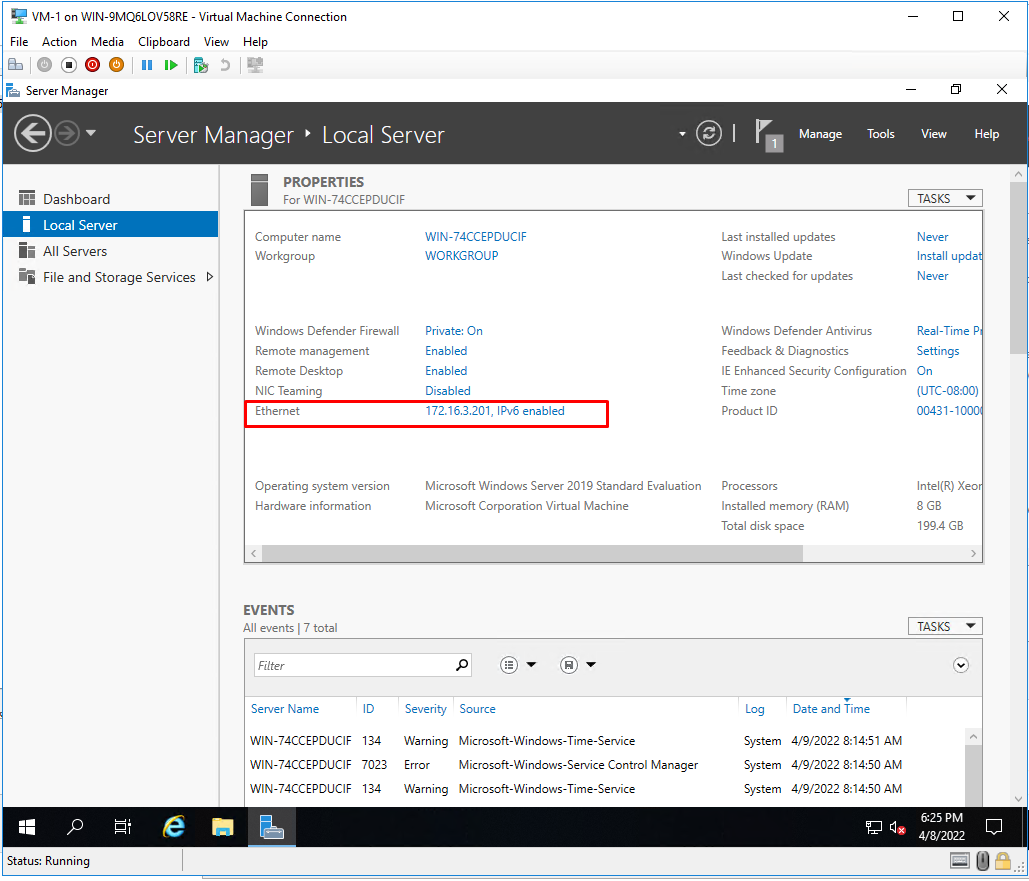 VM-1 on WIN-9MQ6LOV58RE - Virtual Machine Connection
File Action Media Clipboard View Help
Server Manager
Server Manager Local Server
1 Manage Tools View Help
Dashboard
Local Server
All Servers
File and Storage Services
PROPERTIES
For WIN-74CCEPDUCIF
TASKS
Computer name WIN-74CCEPDUCIF Last installed updates Never
Workgroup WORKGROUP Windows Update Install updat
Last checked for updates Never
Windows Defender Firewall Private: On Windows Defender Antivirus Real-Time Pr
Remote management Enabled Feedback & Diagnostics Settings
Remote Desktop Enabled IE Enhanced Security Configuration On
NIC Teaming Disabled Time zone (UTC-08:00)
Ethernet 172.16.3.201, IPv6 enabled Product ID 00431-10000
Operating system version Microsoft Windows Server 2019 Standard Evaluation Processors Intel(R) Xeon
Hardware information Microsoft Corporation Virtual Machine Installed memory (RAM) 8 GB
Total disk space 199.4 GB
EVENTS
All events | 7 total
TASKS
Filter
Server Name ID Severity Source Log Date and Time
WIN-74CCEPDUCIF 134 Warning Microsoft-Windows-Time-Service System 4/9/2022 8:14:51 AM
WIN-74CCEPDUCIF 7023 Error Microsoft-Windows-Service Control Manager System 4/9/2022 8:14:50 AM
WIN-74CCEPDUCIF 134 Warning Microsoft-Windows-Time-Service System 4/9/2022 8:14:50 AM
6:25 PM
4/8/2022
Status: Running